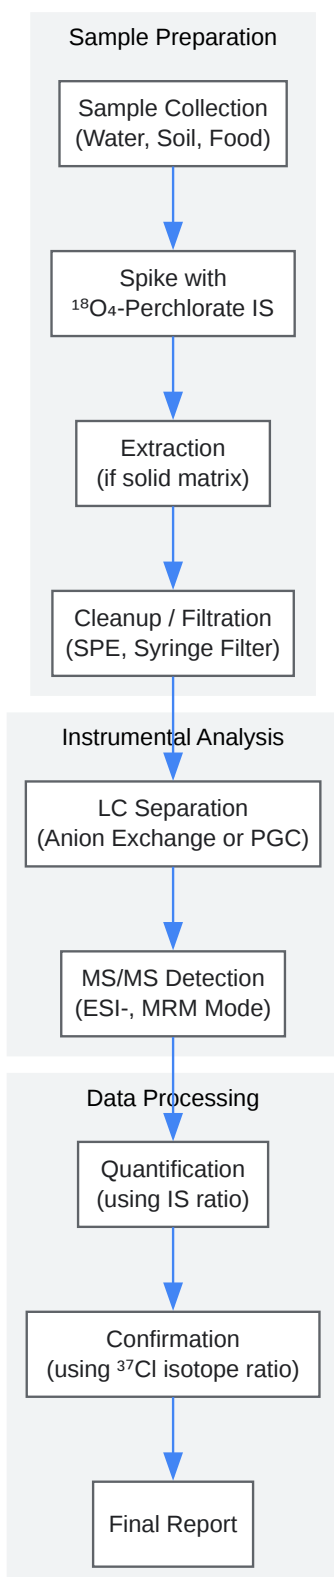 Sample Preparation
Sample Collection
(Water, Soil, Food)
Spike with
¹⁸O₄-Perchlorate IS
Extraction
(if solid matrix)
Cleanup / Filtration
(SPE, Syringe Filter)
Instrumental Analysis
LC Separation
(Anion Exchange or PGC)
MS/MS Detection
(ESI-, MRM Mode)
Data Processing
Quantification
(using IS ratio)
Confirmation
(using ³⁷Cl isotope ratio)
Final Report